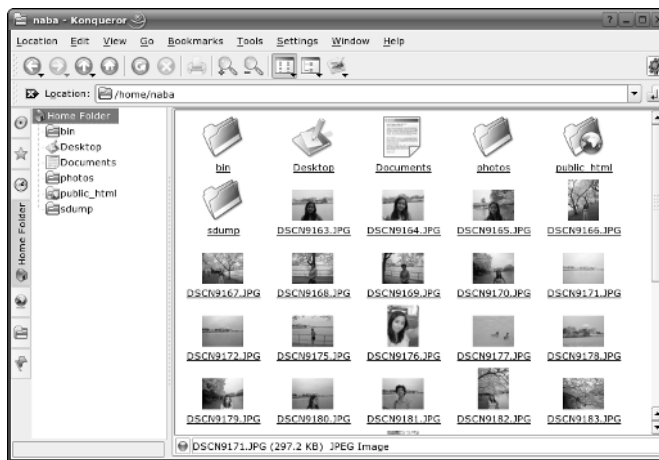 naba - Konqueror
Location Edit View Go Bookmarks Tools Settings Window Help
Location: /home/naba
Home Folder
bin
Desktop
Documents
photos
public_html
sdump
Home Folder
bin Desktop Documents photos public_html
sdump DSCN9163.JPG DSCN9164.JPG DSCN9165.JPG DSCN9166.JPG
DSCN9167.JPG DSCN9168.JPG DSCN9169.JPG DSCN9170.JPG DSCN9171.JPG
DSCN9172.JPG DSCN9175.JPG DSCN9176.JPG DSCN9177.JPG DSCN9178.JPG
DSCN9179.JPG DSCN9180.JPG DSCN9181.JPG DSCN9182.JPG DSCN9183.JPG
DSCN9171.JPG (297.2 KB) JPEG Image